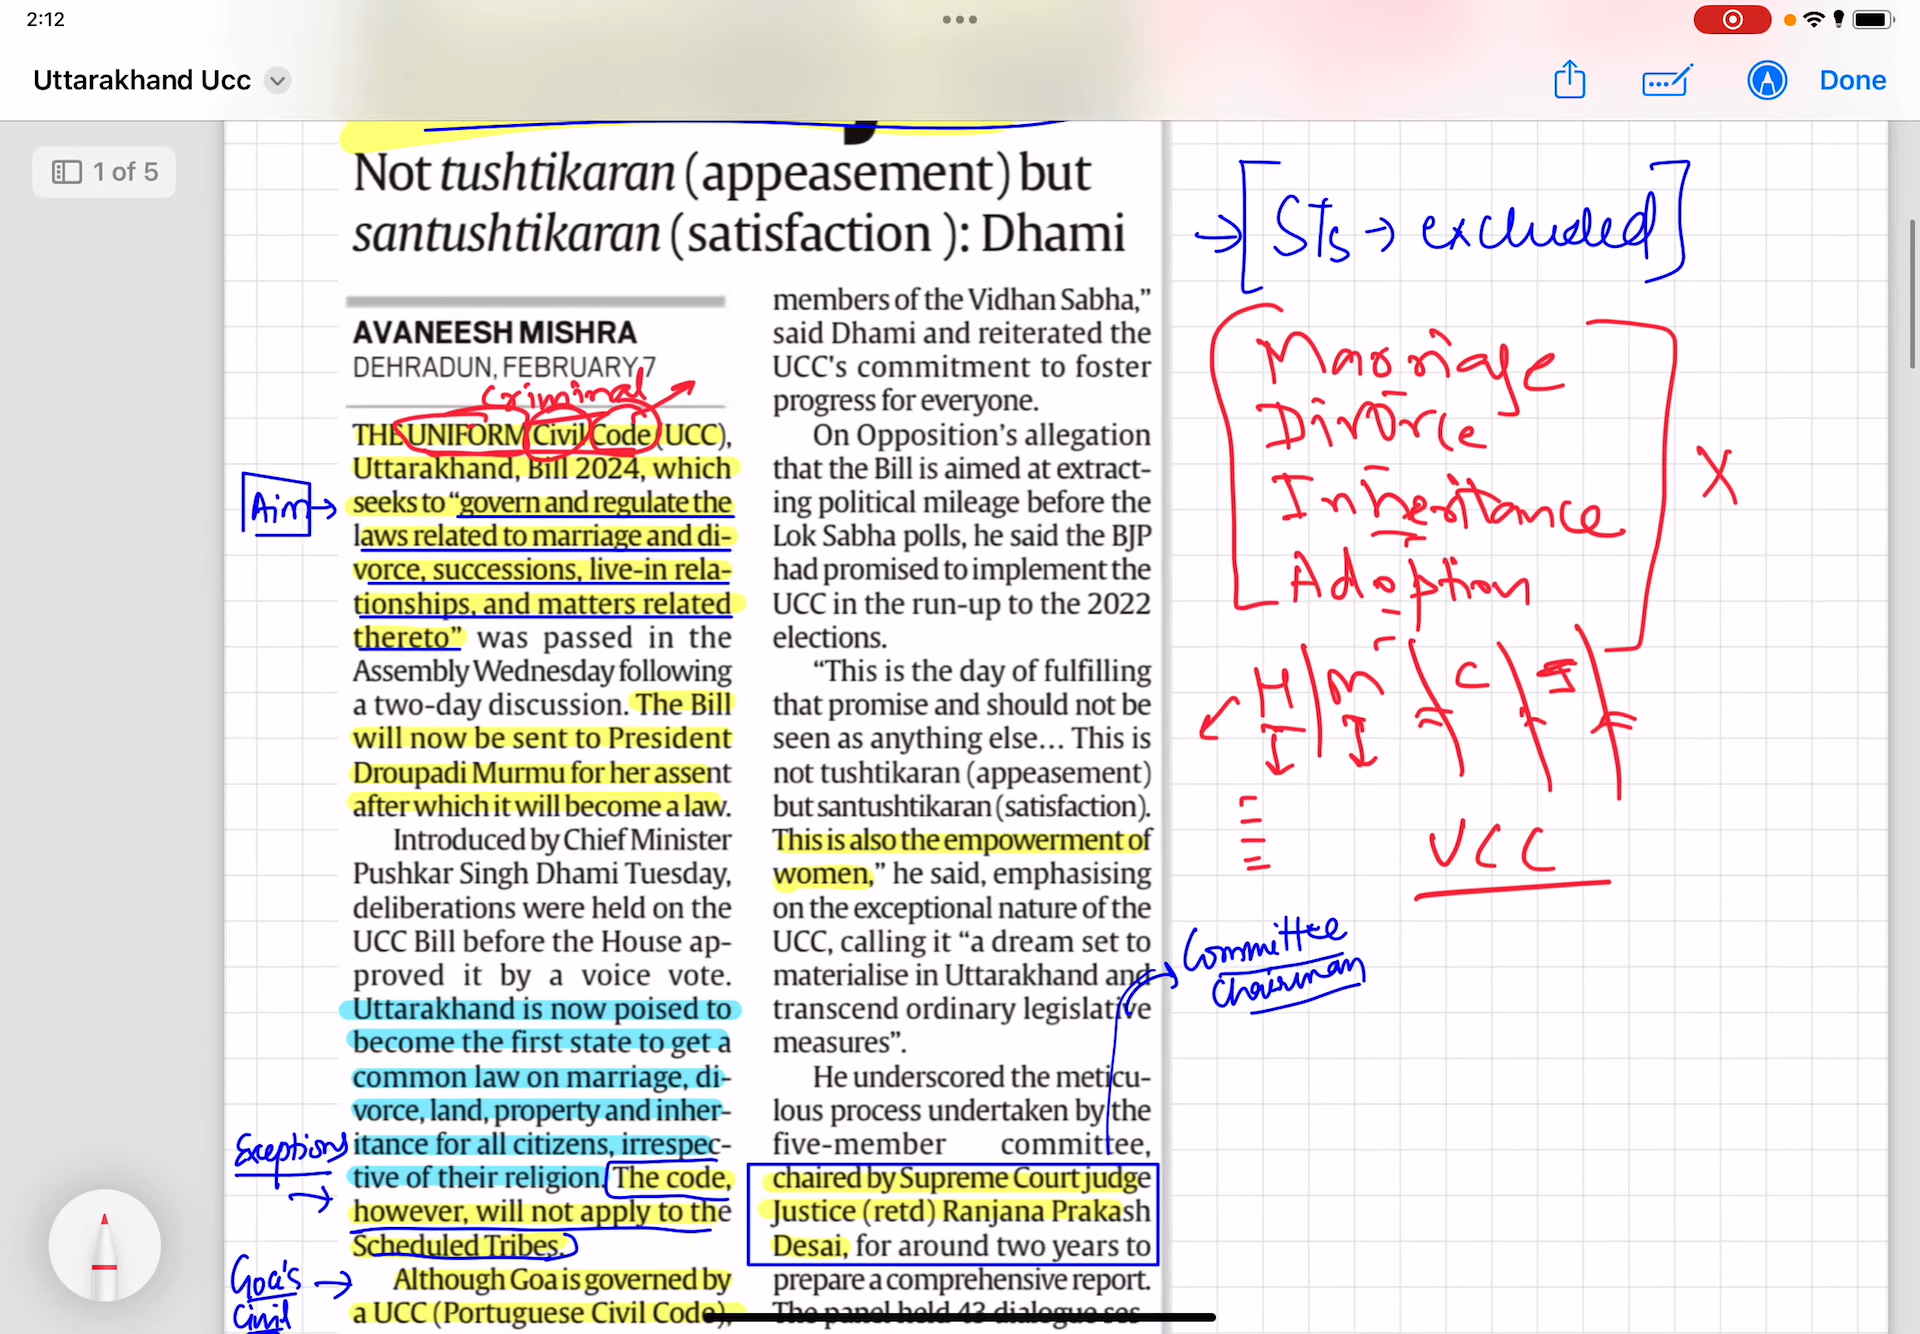 2:12
Uttarakhand Ucc
Done
1 of 5
Not tushtikaran (appeasement) but
santushtikaran (satisfaction ): Dhami
AVANEESH MISHRA
DEHRADUN, FEBRUARY 7
Criminal
THE UNIFORM Civil Code (UCC),
Uttarakhand, Bill 2024, which
seeks to “govern and regulate the
laws related to marriage and di-
vorce, successions, live-in rela-
tionships, and matters related
thereto” was passed in the
Assembly Wednesday following
a two-day discussion. The Bill
will now be sent to President
Droupadi Murmu for her assent
after which it will become a law.
Introduced by Chief Minister
Pushkar Singh Dhami Tuesday,
deliberations were held on the
UCC Bill before the House ap-
proved it by a voice vote.
Uttarakhand is now poised to
become the first state to get a
common law on marriage, di-
vorce, land, property and inher-
itance for all citizens, irrespec-
tive of their religion. The code,
however, will not apply to the
Scheduled Tribes.
Although Goa is governed by
a UCC (Portuguese Civil Code),
Aim
Exceptions
Goa's
Civil
members of the Vidhan Sabha,”
said Dhami and reiterated the
UCC's commitment to foster
progress for everyone.
On Opposition’s allegation
that the Bill is aimed at extract-
ing political mileage before the
Lok Sabha polls, he said the BJP
had promised to implement the
UCC in the run-up to the 2022
elections.
“This is the day of fulfilling
that promise and should not be
seen as anything else... This is
not tushtikaran (appeasement)
but santushtikaran (satisfaction).
This is also the empowerment of
women,” he said, emphasising
on the exceptional nature of the
UCC, calling it “a dream set to
materialise in Uttarakhand and
transcend ordinary legislative
measures”.
He underscored the meticu-
lous process undertaken by the
five-member committee,
chaired by Supreme Court judge
Justice (retd) Ranjana Prakash
Desai, for around two years to
prepare a comprehensive report.
The panel held 43 dialogue ses-
→ [STs → excluded]
Marriage
Divorce
Inheritance
Adoption
X
H | M | C |
UCC
Committee
Chairman